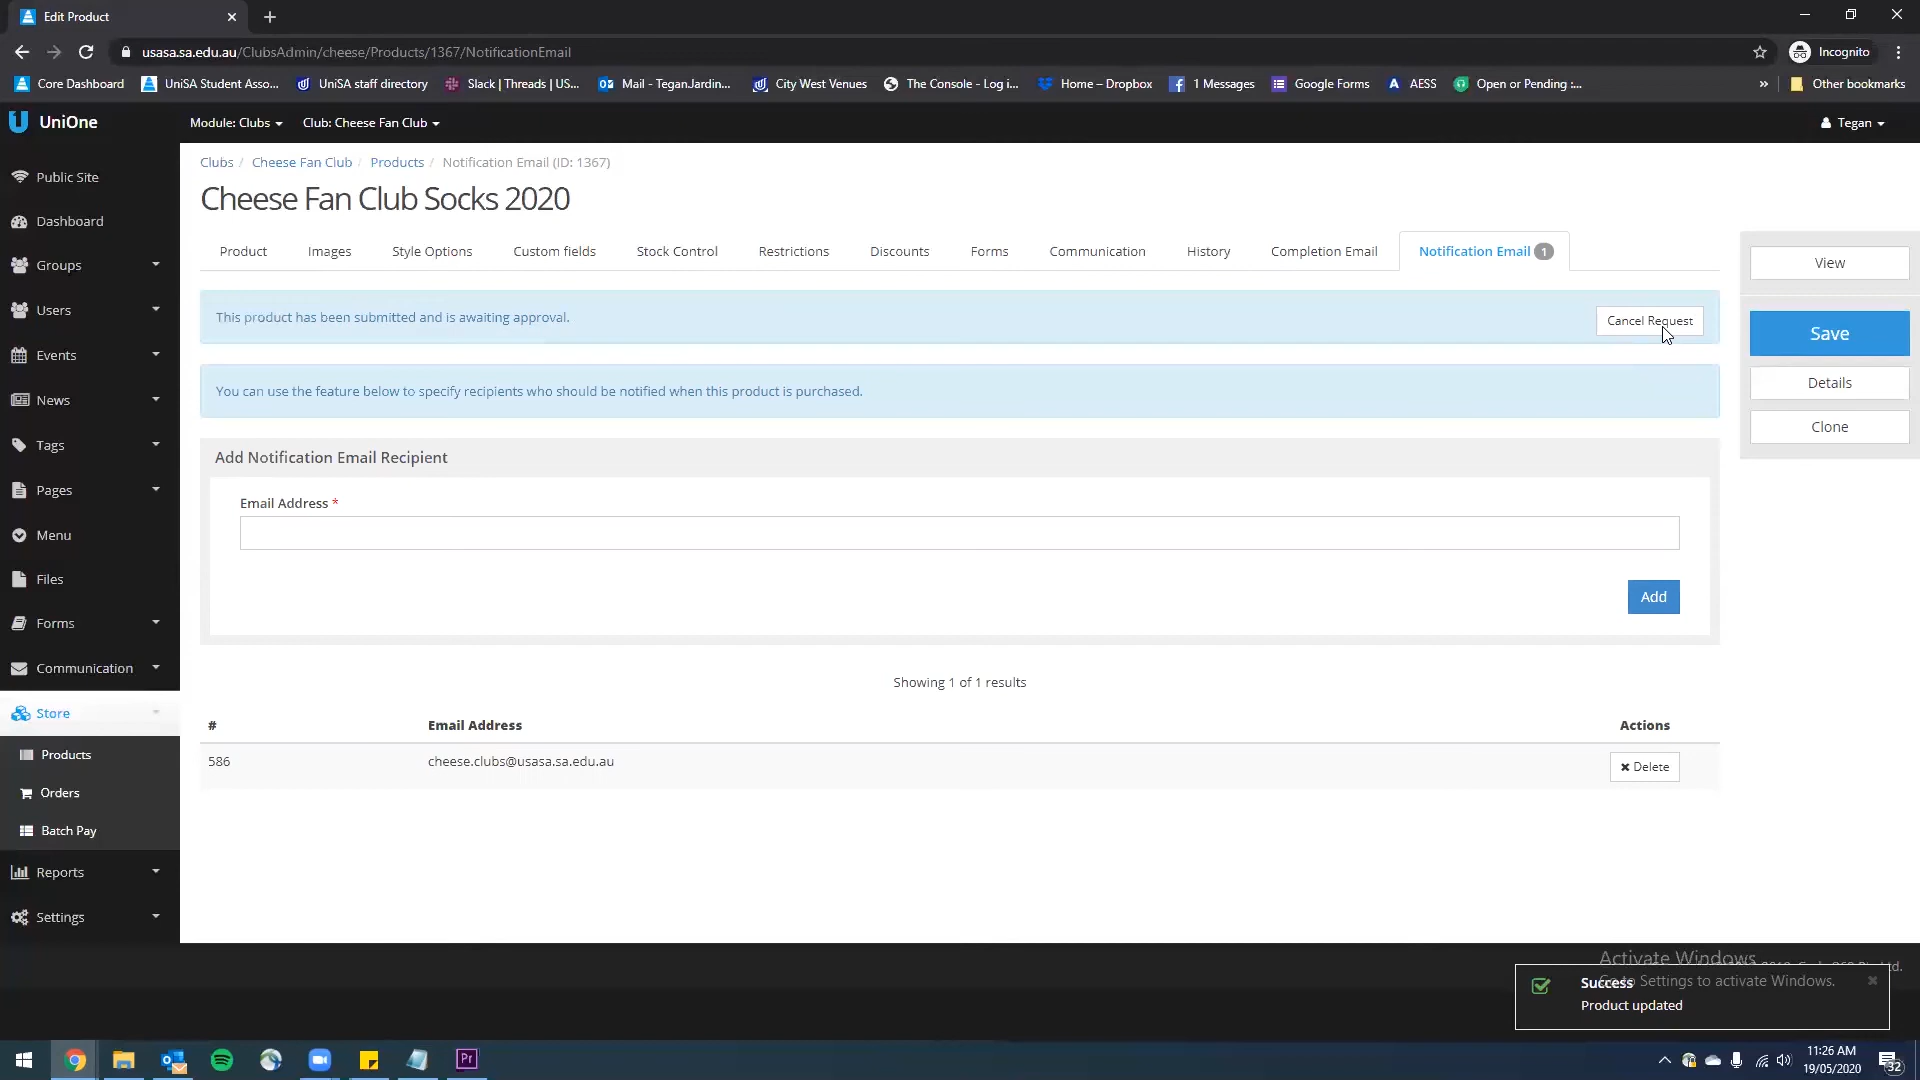 Edit Product
usasa.sa.edu.au/ClubsAdmin/cheese/Products/1367/NotificationEmail
Incognito
Core Dashboard
UniSA Student Asso...
UniSA staff directory
Slack | Threads | US...
Mail - TeganJardin...
City West Venues
The Console - Log i...
Home – Dropbox
1 Messages
Google Forms
AESS
Open or Pending :...
»
Other bookmarks
UniOne
Module: Clubs
Club: Cheese Fan Club
Tegan
Public Site
Dashboard
Groups
Users
Events
News
Tags
Pages
Menu
Files
Forms
Communication
Store
Products
Orders
Batch Pay
Reports
Settings
Clubs / Cheese Fan Club / Products / Notification Email (ID: 1367)
Cheese Fan Club Socks 2020
Product
Images
Style Options
Custom fields
Stock Control
Restrictions
Discounts
Forms
Communication
History
Completion Email
Notification Email 1
This product has been submitted and is awaiting approval.
Cancel Request
You can use the feature below to specify recipients who should be notified when this product is purchased.
Add Notification Email Recipient
Email Address *
Add
Showing 1 of 1 results
# Email Address Actions
586 cheese.clubs@usasa.sa.edu.au Delete
View
Save
Details
Clone
Activate Windows
Settings to activate Windows.
Success
Product updated
Pr
11:26 AM
19/05/2020
32